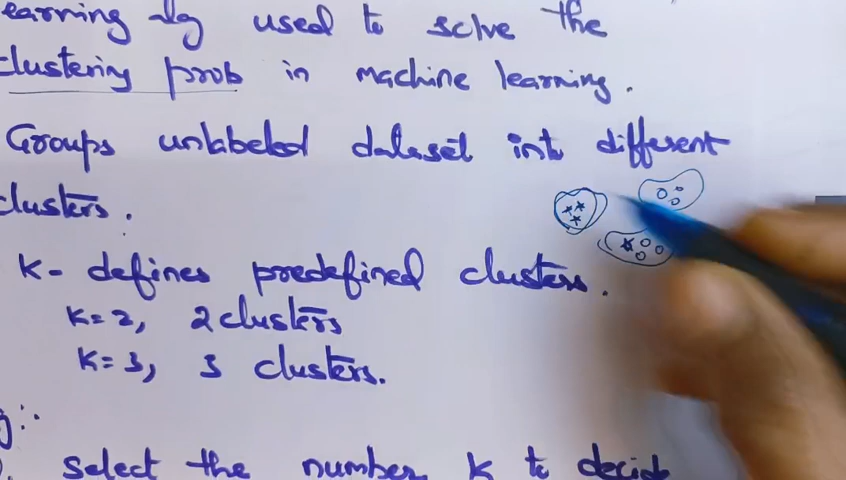 earning alg used to solve the
clustering prob in machine learning.
Groups unlabeled dataset into different
clusters.
K- defines predefined clusters.
K=2, 2 clusters
K=3, 3 clusters.
g:-
select the number K to decide